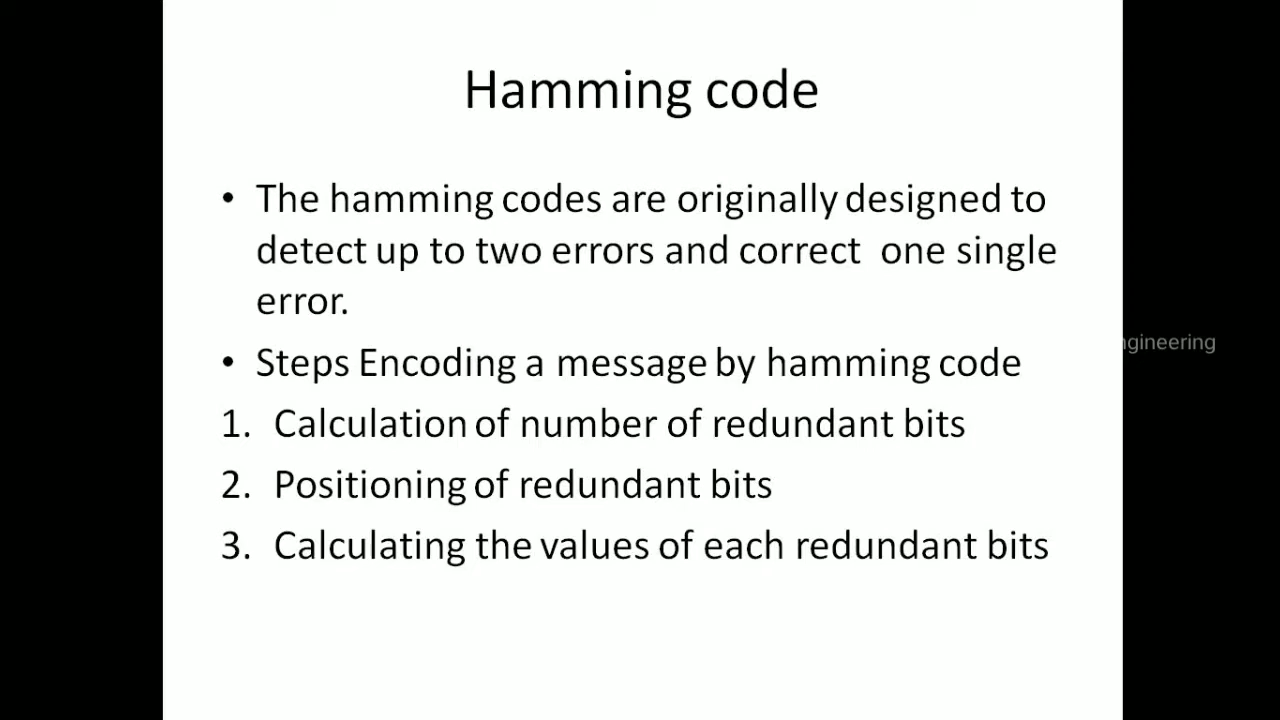 Hamming code
• The hamming codes are originally designed to
detect up to two errors and correct one single
error.
• Steps Encoding a message by hamming code
1. Calculation of number of redundant bits
2. Positioning of redundant bits
3. Calculating the values of each redundant bits
ngineering